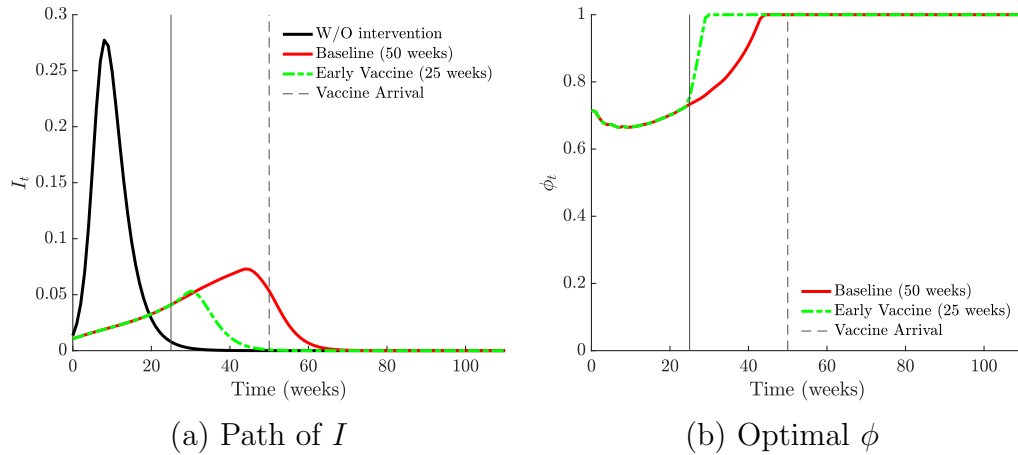 W/O intervention
Baseline (50 weeks)
Early Vaccine (25 weeks)
Vaccine Arrival
0.3
0.25
0.2
0.15
0.1
0.05
0
I_t
0 20 40 60 80 100
Time (weeks)
(a) Path of I
1
0.8
0.6
0.4
0.2
0
ϕ_t
Baseline (50 weeks)
Early Vaccine (25 weeks)
Vaccine Arrival
0 20 40 60 80 100
Time (weeks)
(b) Optimal ϕ